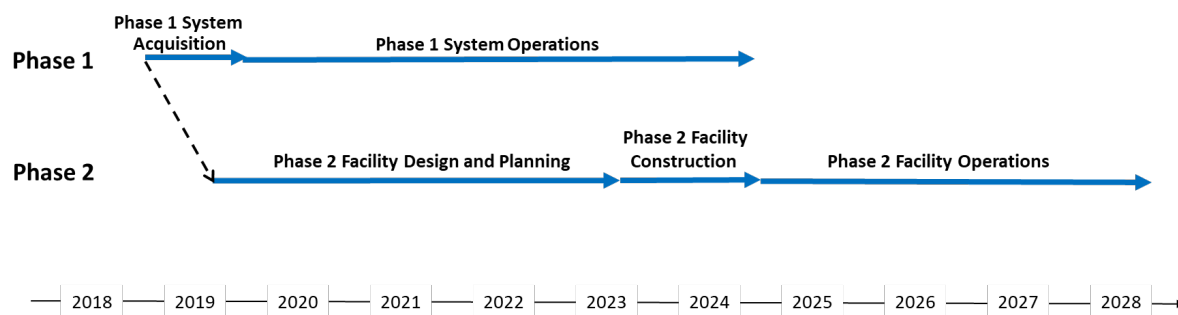 Phase 1 System
Acquisition
Phase 1 System Operations
Phase 1
Phase 2 Facility
Construction
Phase 2 Facility Design and Planning
Phase 2 Facility Operations
Phase 2
2018 2019 2020 2021 2022 2023 2024 2025 2026 2027 2028